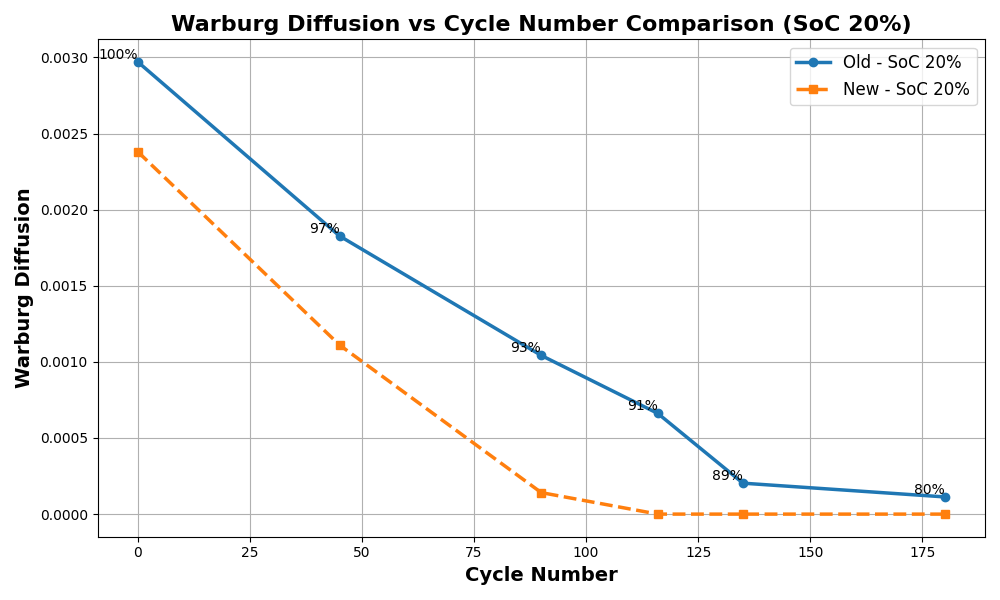 Warburg Diffusion vs Cycle Number Comparison (SoC 20%)
Old - SoC 20%
New - SoC 20%
Warburg Diffusion
0.0030
0.0025
0.0020
0.0015
0.0010
0.0005
0.0000
100%
97%
93%
91%
89%
80%
0 25 50 75 100 125 150 175
Cycle Number